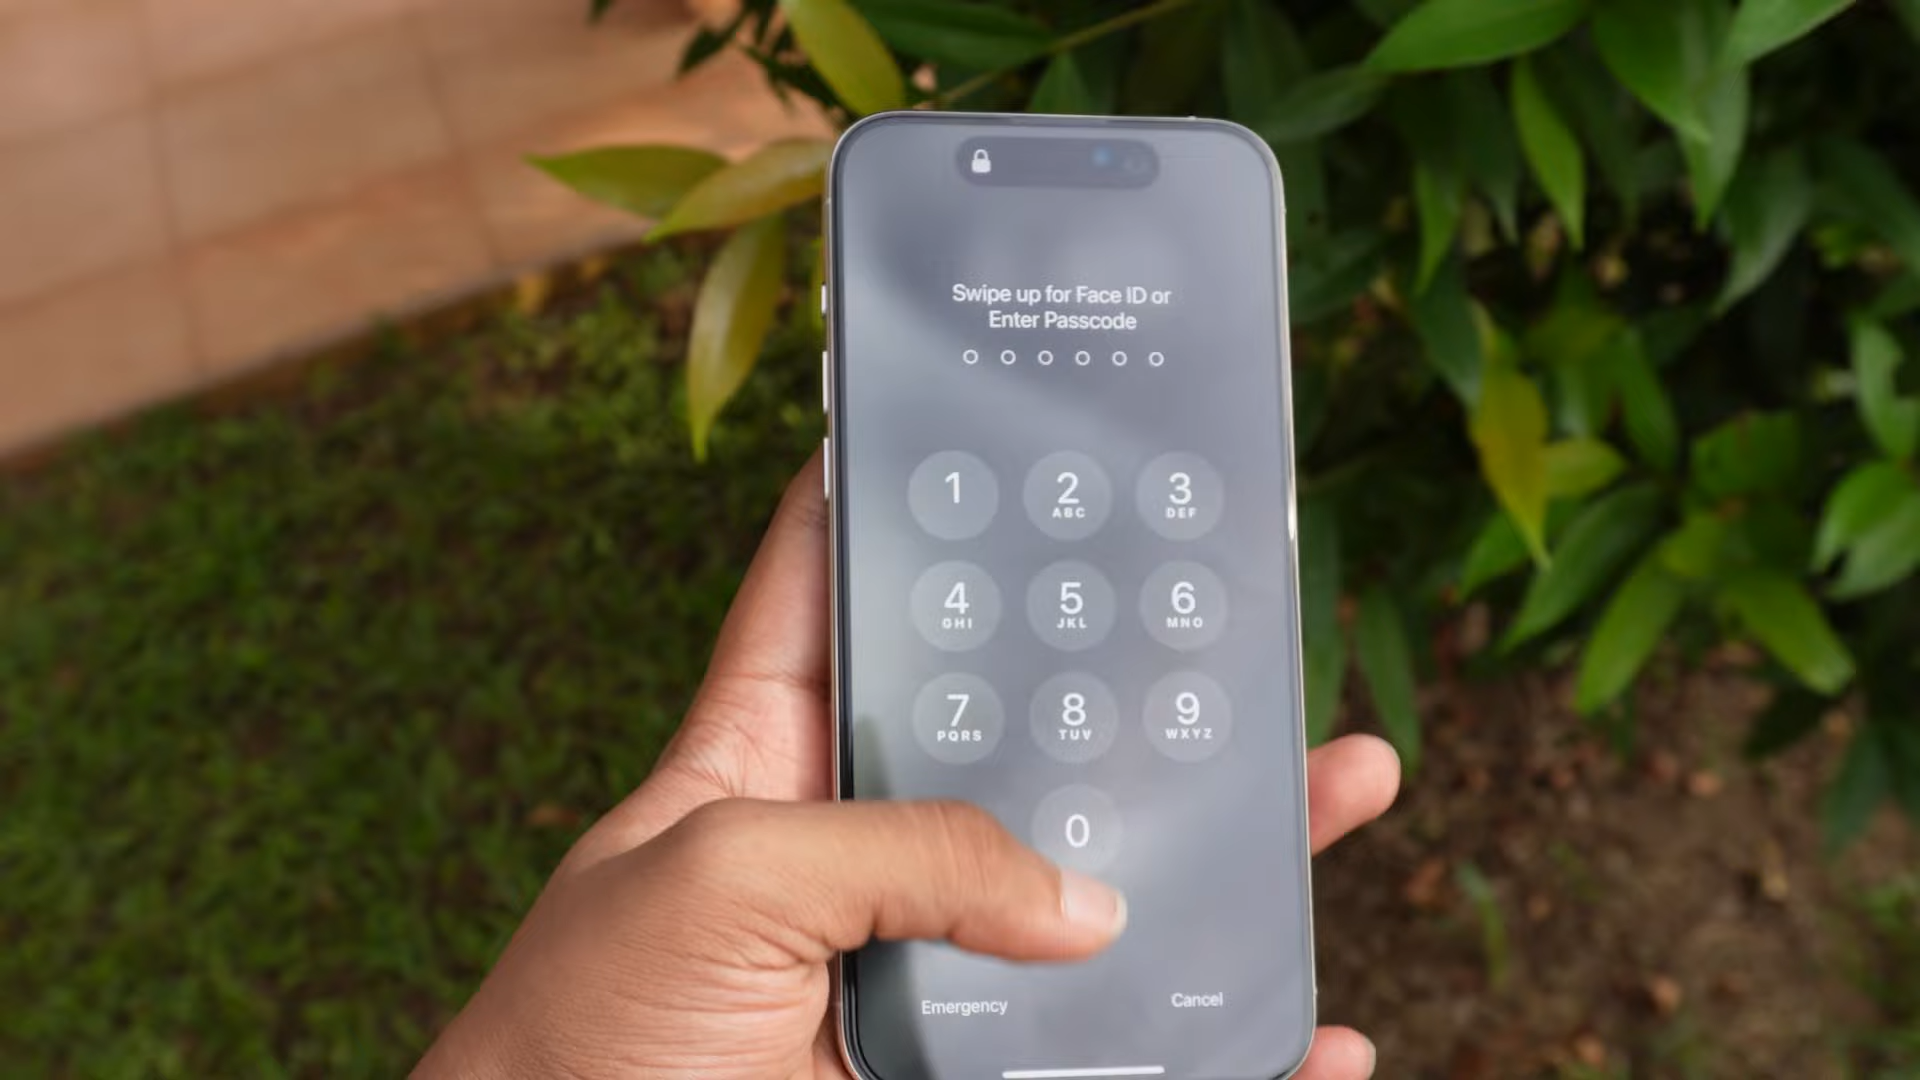 Swipe up for Face ID or
Enter Passcode
1
2
ABC
3
DEF
4
GHI
5
JKL
6
MNO
7
PQRS
8
TUV
9
WXYZ
0
Emergency
Cancel